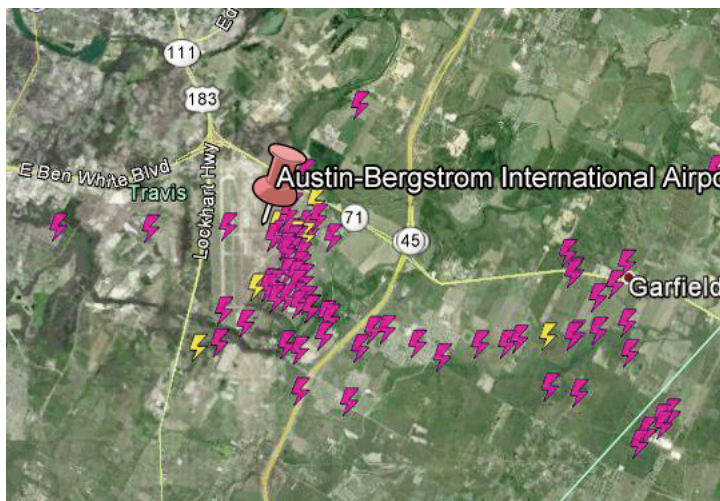 111
183
E Ben White Blvd
Travis
Lockhart Hwy
Austin-Bergstrom International Airpo
71
45
Garfield